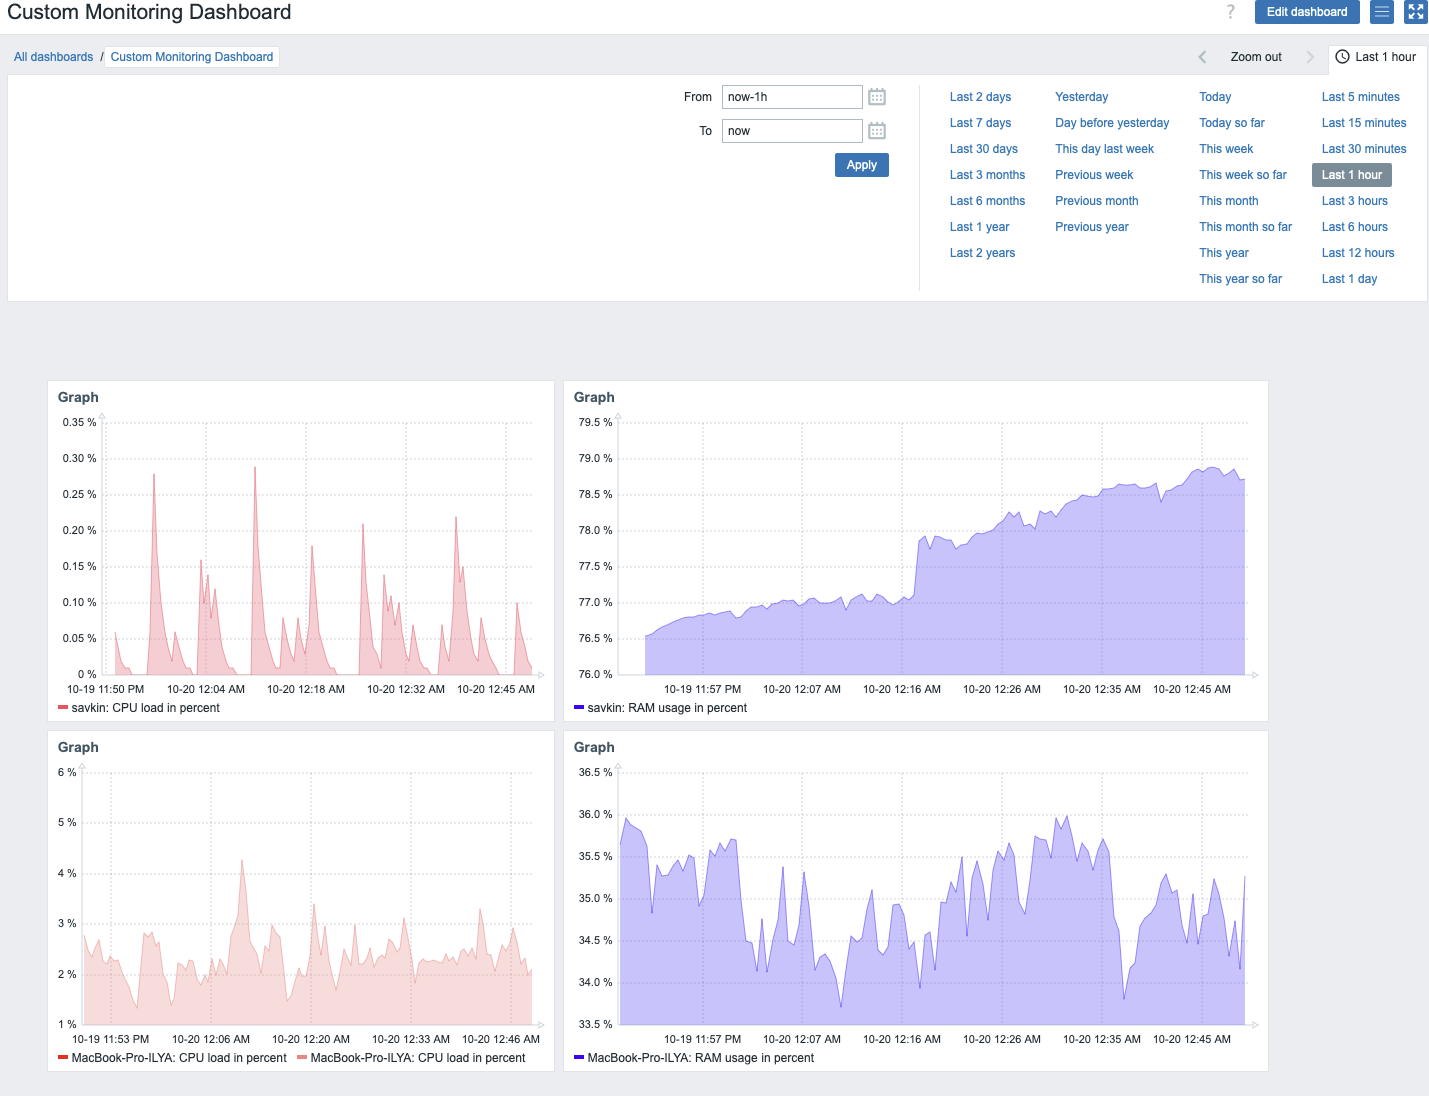 Custom Monitoring Dashboard
? Edit dashboard
All dashboards / Custom Monitoring Dashboard
Zoom out
Last 1 hour
From now-1h
To now
Apply
Last 2 days Yesterday Today Last 5 minutes
Last 7 days Day before yesterday Today so far Last 15 minutes
Last 30 days This day last week This week Last 30 minutes
Last 3 months Previous week This week so far Last 1 hour
Last 6 months Previous month This month Last 3 hours
Last 1 year Previous year This month so far Last 6 hours
Last 2 years This year Last 12 hours
This year so far Last 1 day
Graph
0.35 %
0.30 %
0.25 %
0.20 %
0.15 %
0.10 %
0.05 %
0 %
10-19 11:50 PM 10-20 12:04 AM 10-20 12:18 AM 10-20 12:32 AM 10-20 12:45 AM
savkin: CPU load in percent
Graph
79.5 %
79.0 %
78.5 %
78.0 %
77.5 %
77.0 %
76.5 %
76.0 %
10-19 11:57 PM 10-20 12:07 AM 10-20 12:16 AM 10-20 12:26 AM 10-20 12:35 AM 10-20 12:45 AM
savkin: RAM usage in percent
Graph
6 %
5 %
4 %
3 %
2 %
1 %
10-19 11:53 PM 10-20 12:06 AM 10-20 12:20 AM 10-20 12:33 AM 10-20 12:46 AM
MacBook-Pro-ILYA: CPU load in percent MacBook-Pro-ILYA: CPU load in percent
Graph
36.5 %
36.0 %
35.5 %
35.0 %
34.5 %
34.0 %
33.5 %
10-19 11:57 PM 10-20 12:07 AM 10-20 12:16 AM 10-20 12:26 AM 10-20 12:35 AM 10-20 12:45 AM
MacBook-Pro-ILYA: RAM usage in percent